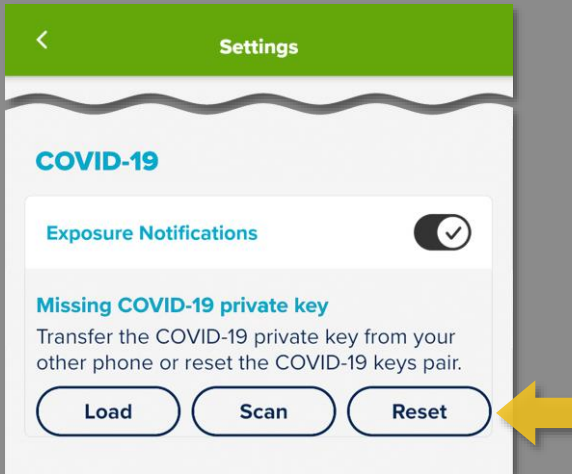 Settings
COVID-19
Exposure Notifications
Missing COVID-19 private key
Transfer the COVID-19 private key from your
other phone or reset the COVID-19 keys pair.
Load Scan Reset